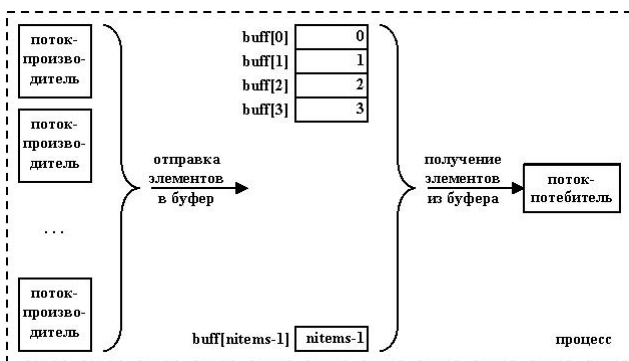 поток-
произво-
дитель
поток-
произво-
дитель
...
поток-
произво-
дитель
отправка
элементов
в буфер
buff[0] 0
buff[1] 1
buff[2] 2
buff[3] 3
buff[nitems-1] nitems-1
получение
элементов
из буфера
поток-
потебитель
процесс